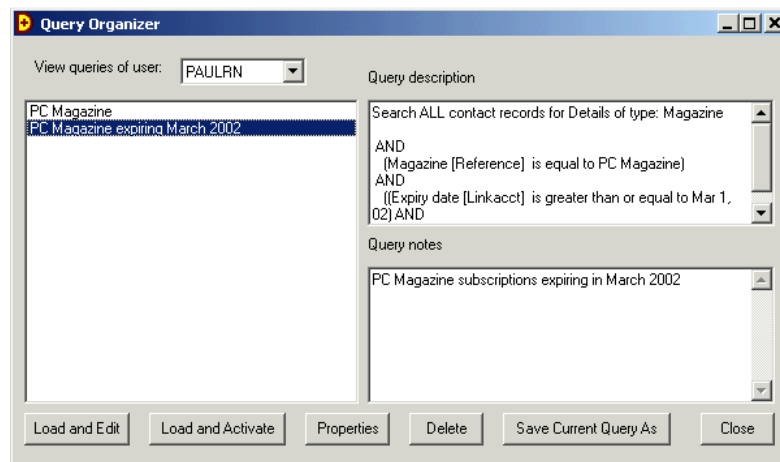 Query Organizer
View queries of user: PAULRN
Query description
PC Magazine
PC Magazine expiring March 2002
Search ALL contact records for Details of type: Magazine
AND
(Magazine [Reference] is equal to PC Magazine)
AND
((Expiry date [Linkacct] is greater than or equal to Mar 1,
02) AND
Query notes
PC Magazine subscriptions expiring in March 2002
Load and Edit
Load and Activate
Properties
Delete
Save Current Query As
Close